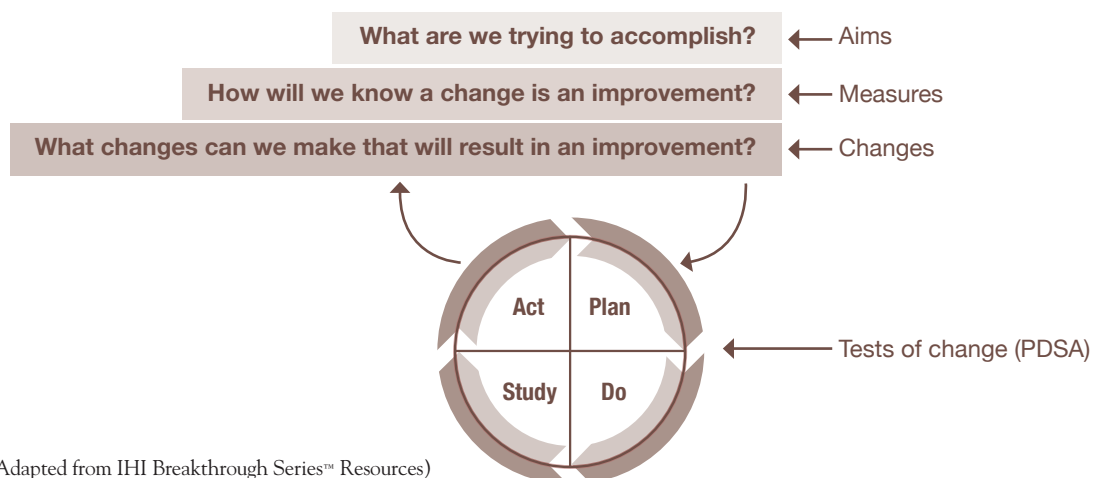 What are we trying to accomplish? Aims
How will we know a change is an improvement? Measures
What changes can we make that will result in an improvement? Changes
Act Plan
Tests of change (PDSA)
Study Do
Adapted from IHI Breakthrough Series™ Resources)